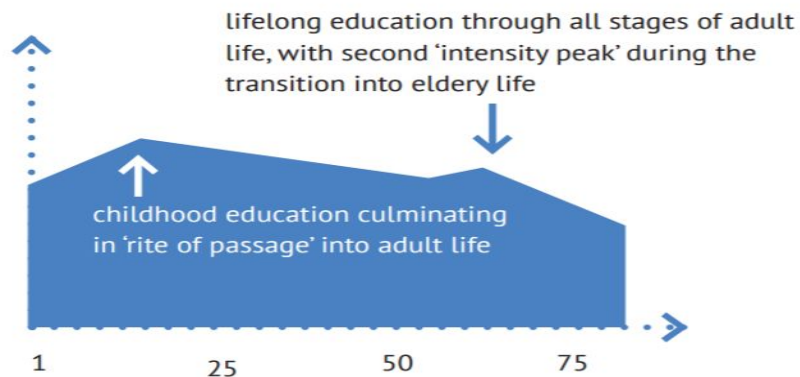 lifelong education through all stages of adult
life, with second ‘intensity peak’ during the
transition into eldery life
childhood education culminating
in ‘rite of passage’ into adult life
1 25 50 75